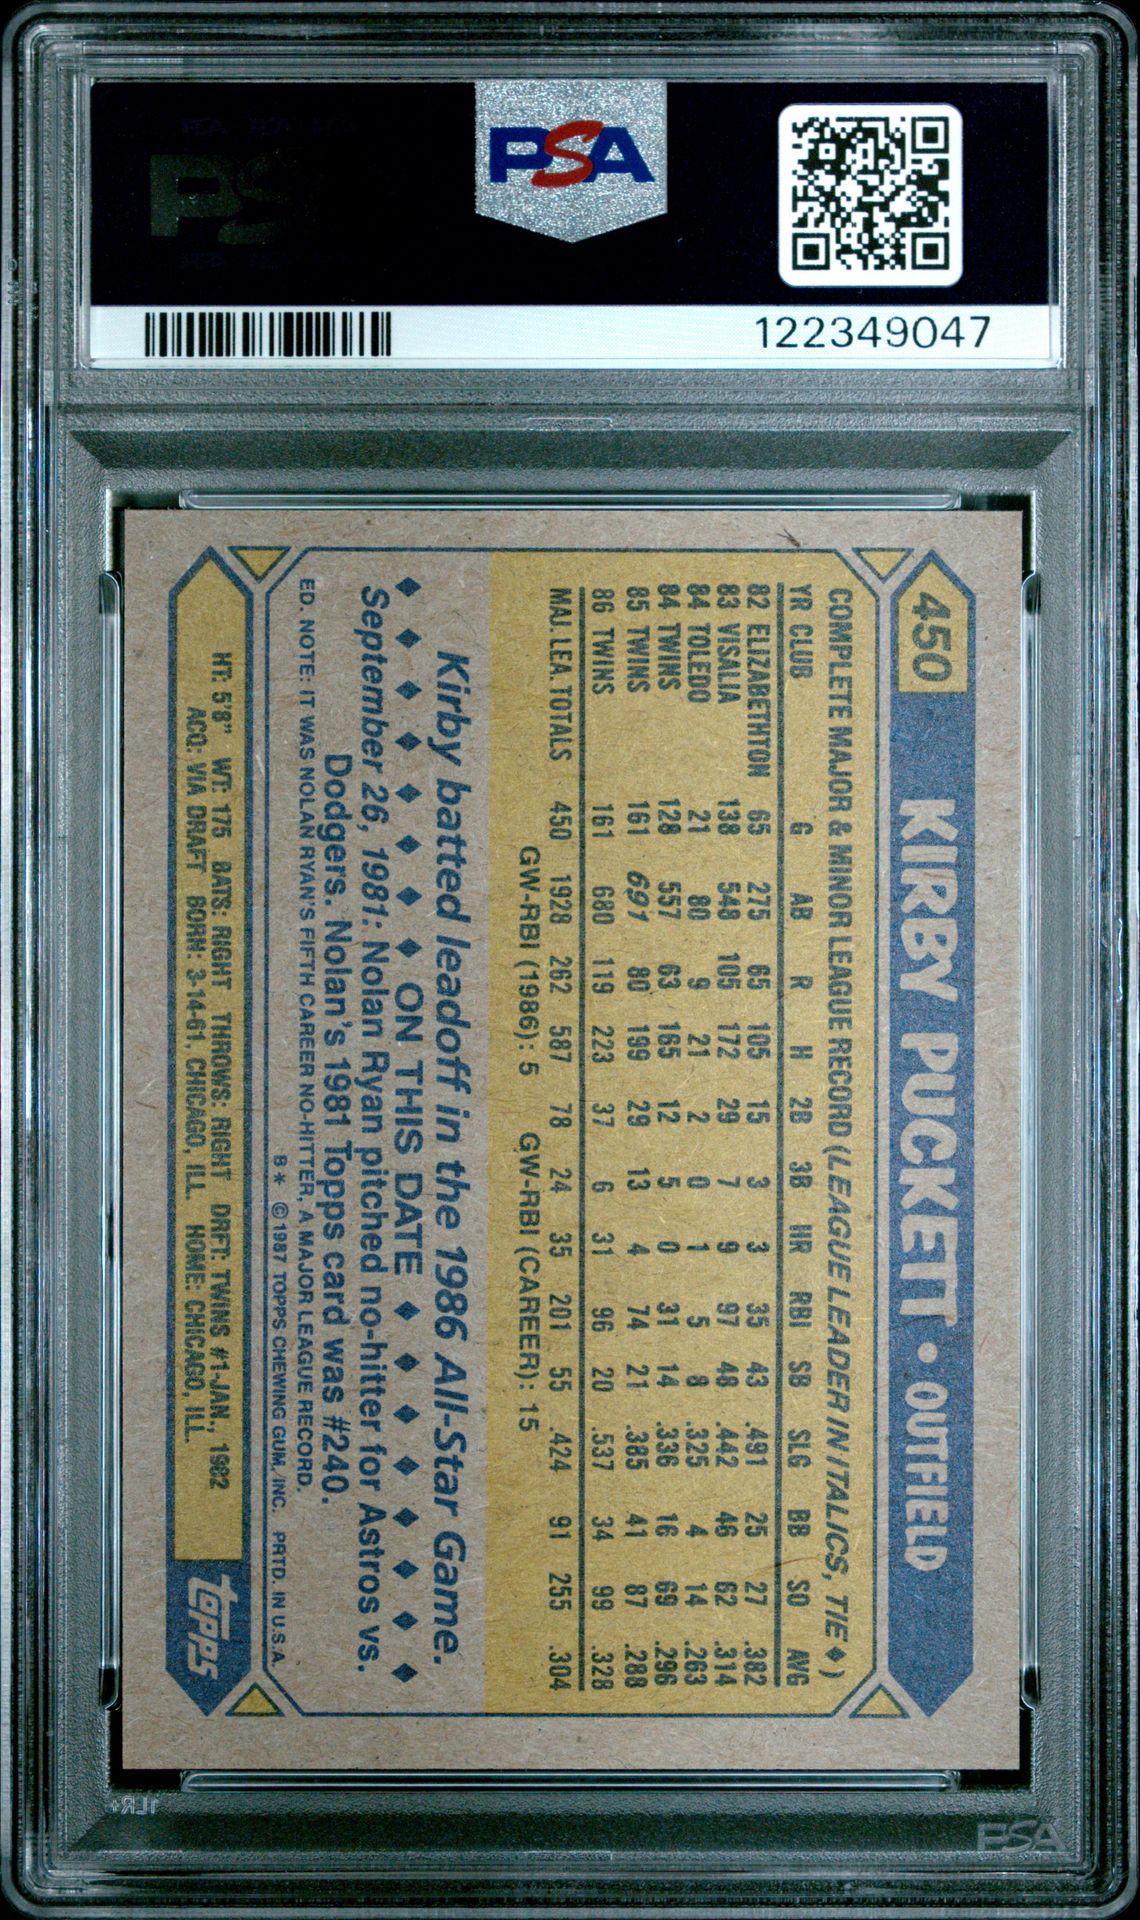 PSA
122349047
450 KIRBY PUCKETT • OUTFIELD
COMPLETE MAJOR & MINOR LEAGUE RECORD (LEAGUE LEADER IN ITALICS, TIE ♦)
YR CLUB G AB R H 2B 3B HR RBI SB SLG BB SO AVG
82 ELIZABETHTON 65 275 65 105 15 3 3 35 43 .491 25 27 .382
83 VISALIA 138 548 105 172 29 7 9 97 48 .442 46 62 .314
84 TOLEDO 21 80 9 21 2 0 1 5 8 .325 4 14 .263
84 TWINS 128 557 63 165 12 5 0 31 14 .336 16 69 .296
85 TWINS 161 691 80 199 29 13 4 74 21 .385 41 87 .288
86 TWINS 161 680 119 223 37 6 31 96 20 .537 34 99 .328
MAJ. LEA. TOTALS 450 1928 262 587 78 24 35 201 55 .424 91 255 .304
GW-RBI (1986): 5 GW-RBI (CAREER): 15
Kirby batted leadoff in the 1986 All-Star Game.
♦ ♦ ♦ ♦ ♦ ♦ ♦ ♦ ON THIS DATE ♦ ♦ ♦ ♦ ♦ ♦ ♦ ♦
September 26, 1981: Nolan Ryan pitched no-hitter for Astros vs.
Dodgers. Nolan's 1981 Topps card was #240.
ED. NOTE: IT WAS NOLAN RYAN'S FIFTH CAREER NO-HITTER, A MAJOR LEAGUE RECORD.
B* © 1987 TOPPS CHEWING GUM, INC. PRTD. IN U.S.A.
HT: 5'8" WT: 175 BATS: RIGHT THROWS: RIGHT DRFT: TWINS #1-JAN., 1982
ACQ: VIA DRAFT BORN: 3-14-61, CHICAGO, ILL. HOME: CHICAGO, ILL.
topps
1LR+
PSA